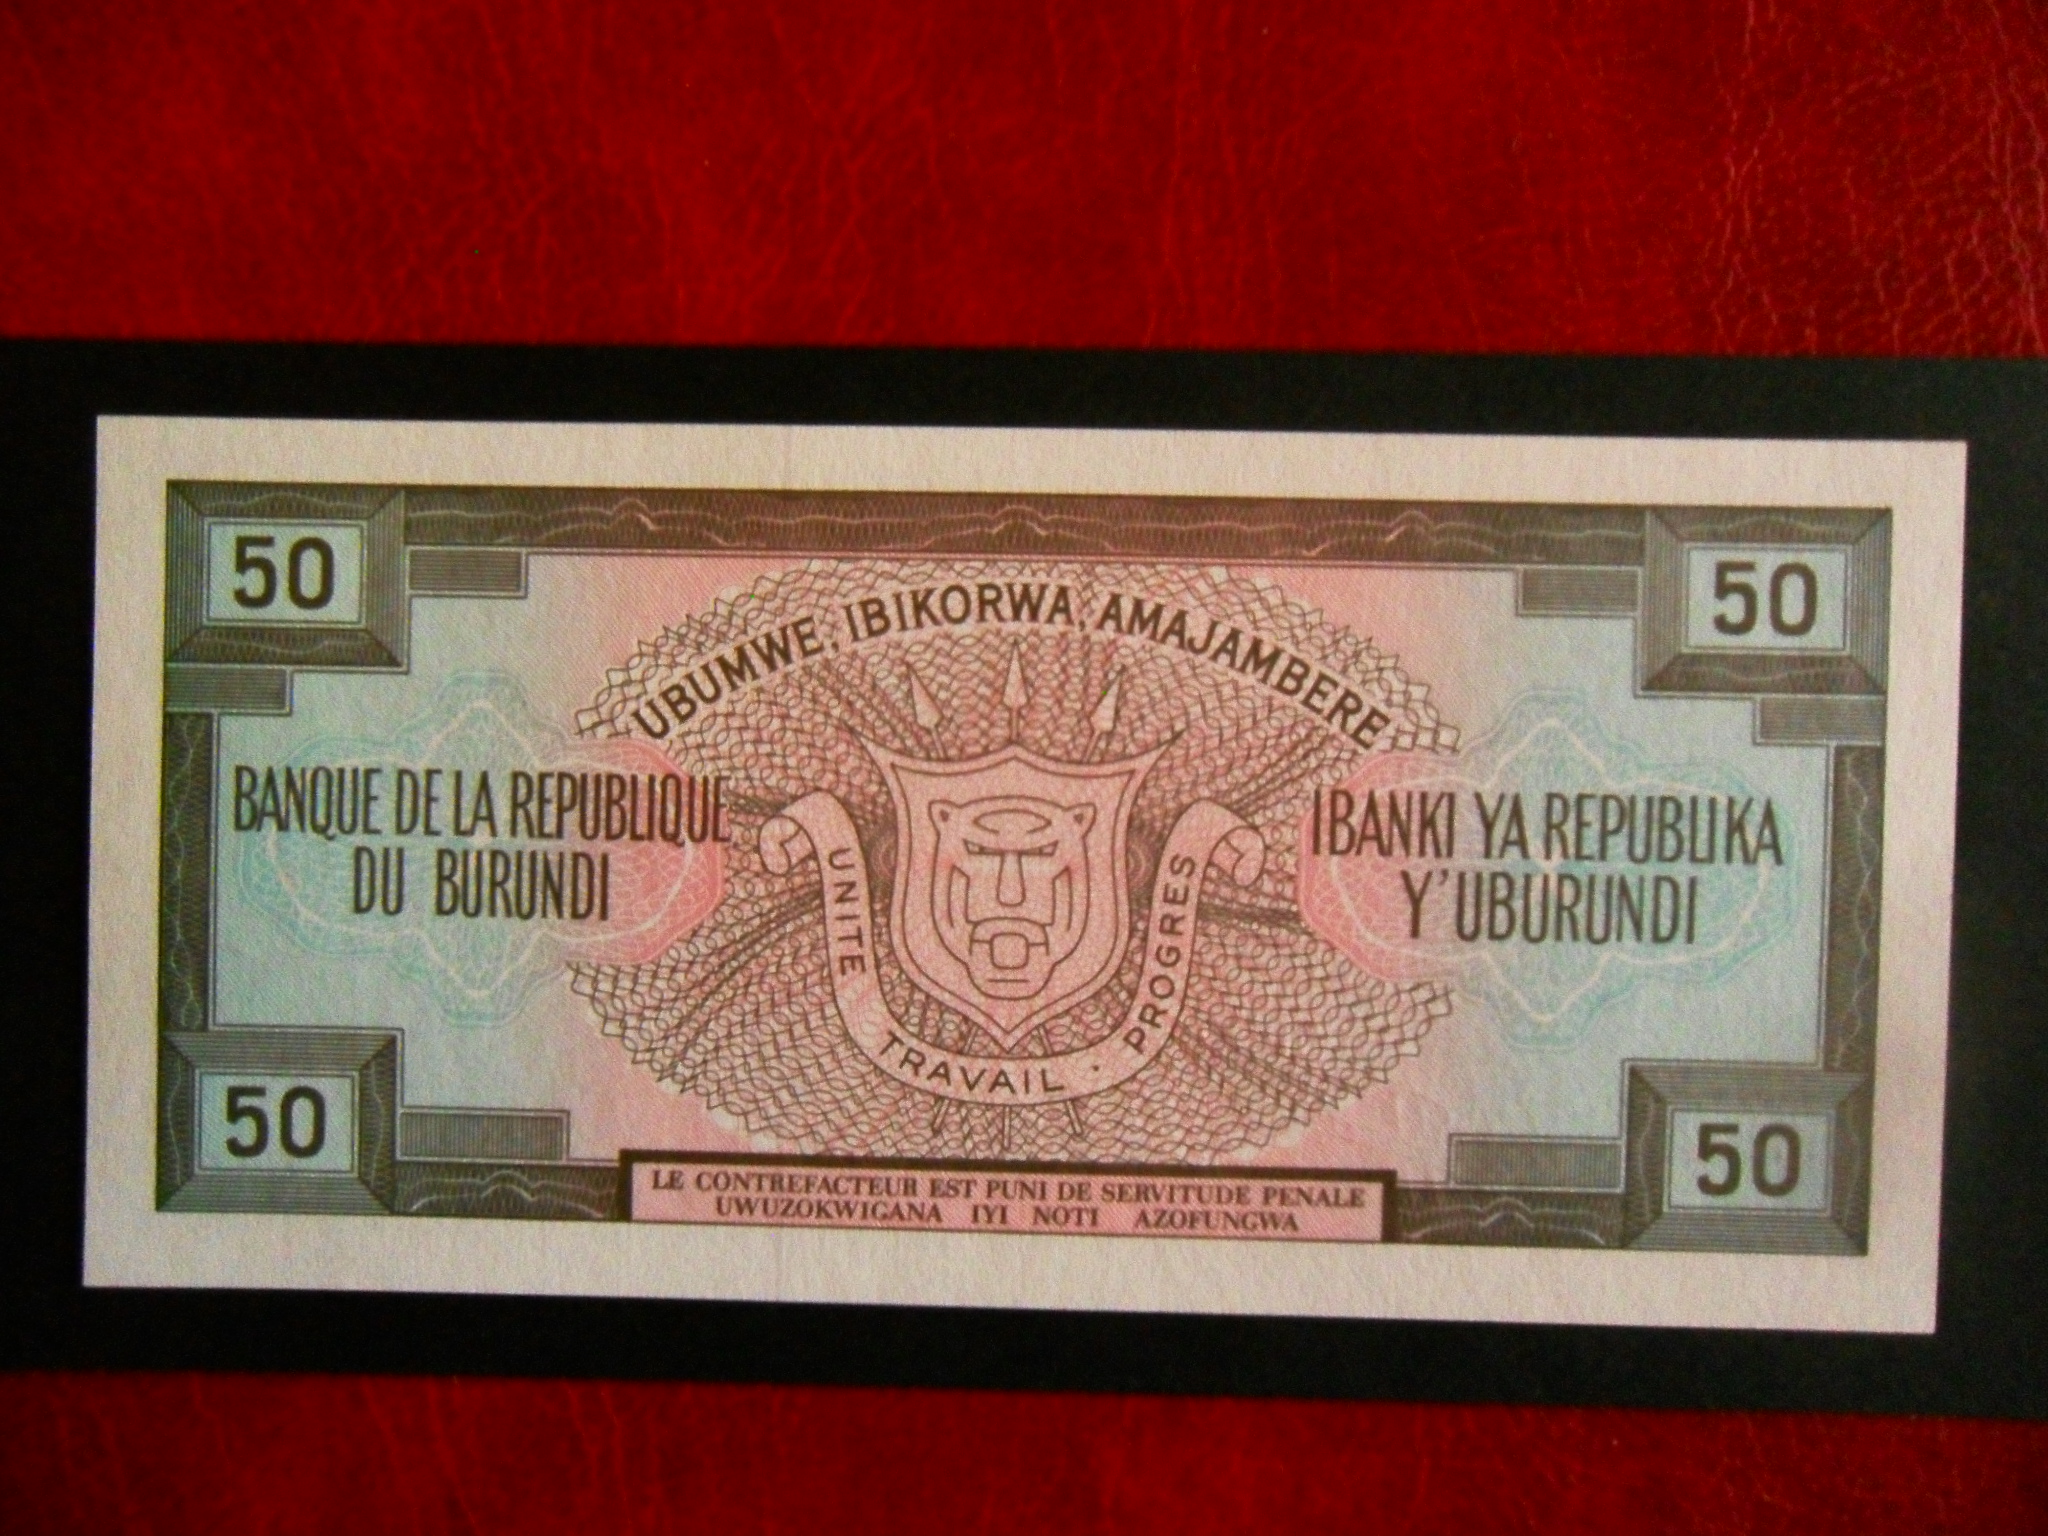 50
50
UBUMWE, IBIKORWA, AMAJAMBERE
BANQUE DE LA REPUBLIQUE
DU BURUNDI
IBANKI YA REPUBLIKA
Y'UBURUNDI
UNITE TRAVAIL . PROGRES
50
50
LE CONTREFACTEUR EST PUNI DE SERVITUDE PENALE
UWUZOKWIGANA IYI NOTI AZOFUNGWA